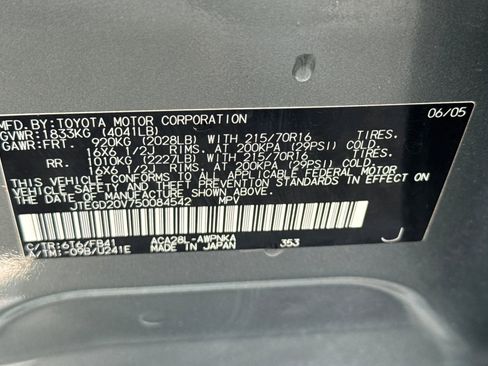 MFD.BY:TOYOTA MOTOR CORPORATION 06/05
GVWR:1833KG (4041LB)
GAWR:FRT. 920KG (2028LB) WITH 215/70R16 TIRES.
16X6 1/2J RIMS. AT 200KPA (29PSI) COLD.
RR. 1010KG (2227LB) WITH 215/70R16 TIRES.
16X6 1/2J RIMS. AT 200KPA (29PSI) COLD.
THIS VEHICLE CONFORMS TO ALL APPLICABLE FEDERAL MOTOR
VEHICLE SAFETY AND THEFT PREVENTION STANDARDS IN EFFECT
ON THE DATE OF MANUFACTURE SHOWN ABOVE.
JTEGD20V750084542 MPV
C/TR:6T6/FB41 ACA28L-AWPNKA 353 J
A/TM:-09B/U241E MADE IN JAPAN